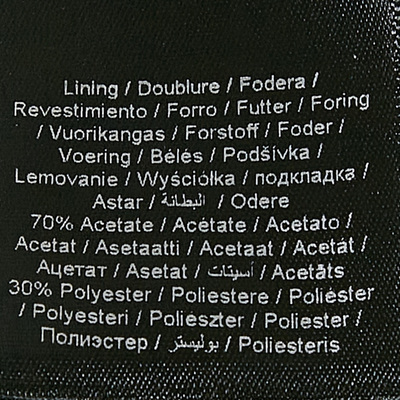 Lining / Doublure / Fodera /
Revestimiento / Forro / Futter / Foring
/ Vuorikangas / Forstoff / Foder /
Voering / Bélés / Podšívka /
Lemovanie / Wyściółka / подкладка /
Astar / البطانة / Odere
70% Acetate / Acétate / Acetato /
Acetat / Asetaatti / Acetaat / Acetát /
Ацетат / Asetat / أسيتات / Acetāts
30% Polyester / Poliestere / Poliéster
/ Polyesteri / Poliészter / Poliester /
Полиэстер / بوليستر / Poliesteris